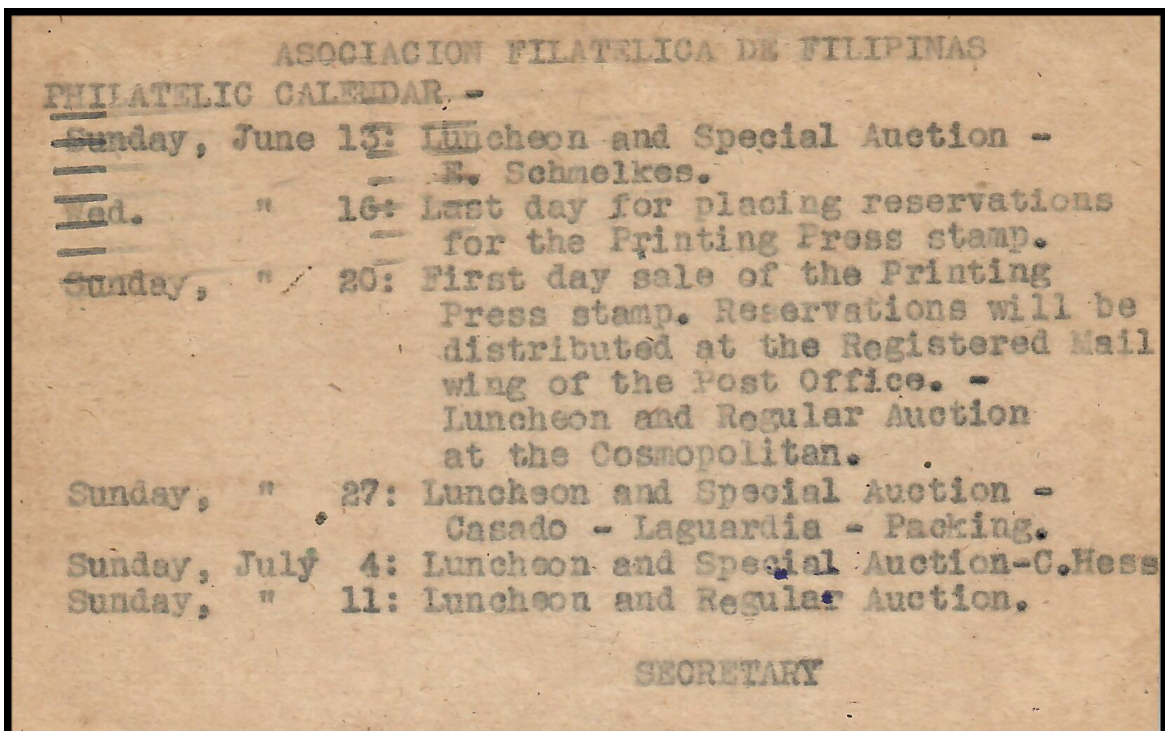 ASOCIACION FILATELICA DE FILIPINAS
PHILATELIC CALENDAR -
Sunday, June 13: Luncheon and Special Auction -
E. Schmelkes.
Wed. " 16: Last day for placing reservations
for the Printing Press stamp.
Sunday, " 20: First day sale of the Printing
Press stamp. Reservations will be
distributed at the Registered Mail
wing of the Post Office. -
Luncheon and Regular Auction
at the Cosmopolitan.
Sunday, " 27: Luncheon and Special Auction -
Casado - Laguardia - Packing.
Sunday, July 4: Luncheon and Special Auction-C.Hess
Sunday, " 11: Luncheon and Regular Auction.
SECRETARY